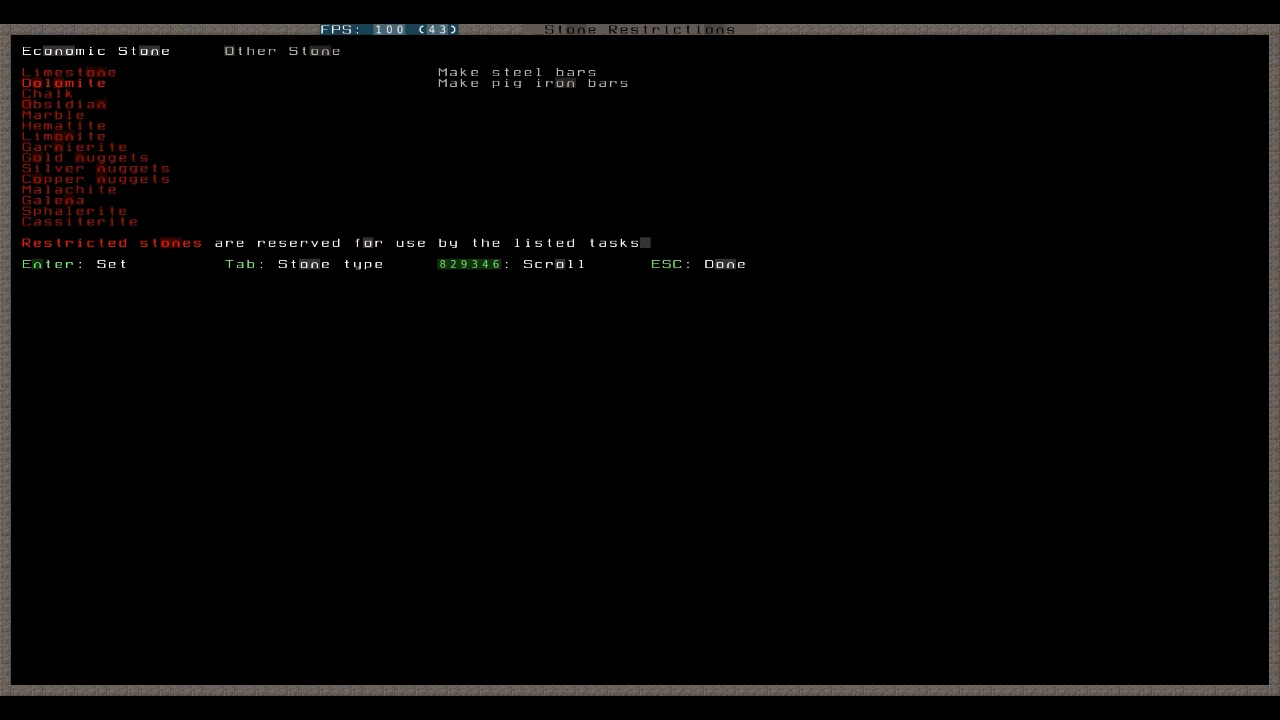 FPS: 100 (43) Stone Restrictions
Economic Stone Other Stone
Limestone Make steel bars
Dolomite Make pig iron bars
Chalk
Obsidian
Marble
Hematite
Limonite
Garnierite
Gold nuggets
Silver nuggets
Copper nuggets
Malachite
Galena
Sphalerite
Cassiterite
Restricted stones are reserved for use by the listed tasks.
Enter: Set Tab: Stone type 829346: Scroll ESC: Done